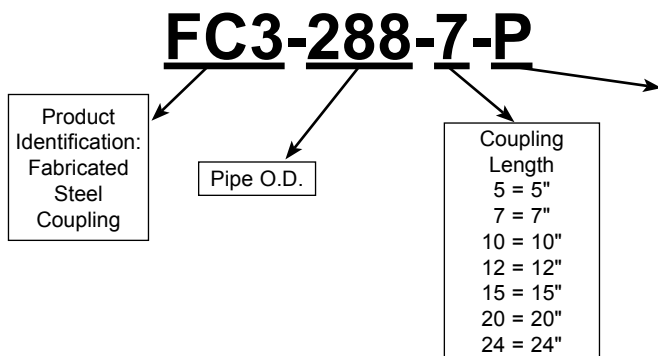 FC3-288-7-P
Product
Identification:
Fabricated
Steel
Coupling
Pipe O.D.
Coupling
Length
5 = 5"
7 = 7"
10 = 10"
12 = 12"
15 = 15"
20 = 20"
24 = 24"